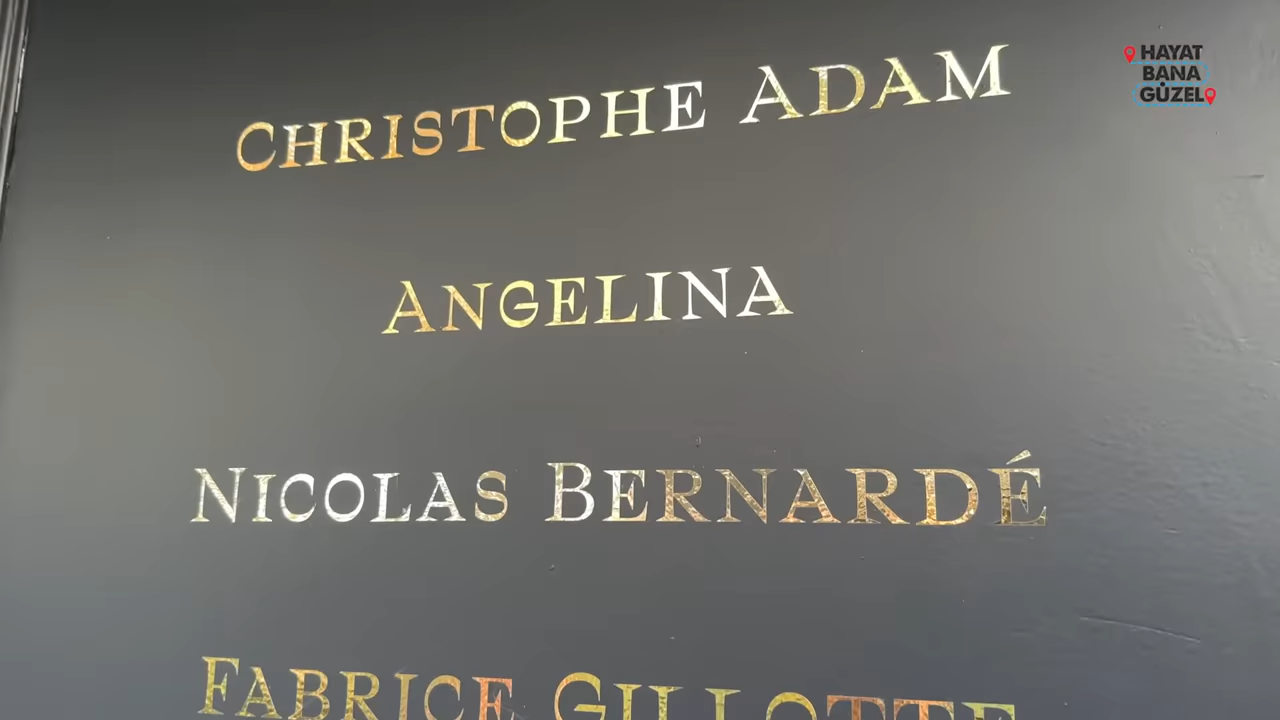 CHRISTOPHE ADAM
ANGELINA
NICOLAS BERNARDÉ
FABRICE GILLOTTE
HAYAT
BANA
GÜZEL